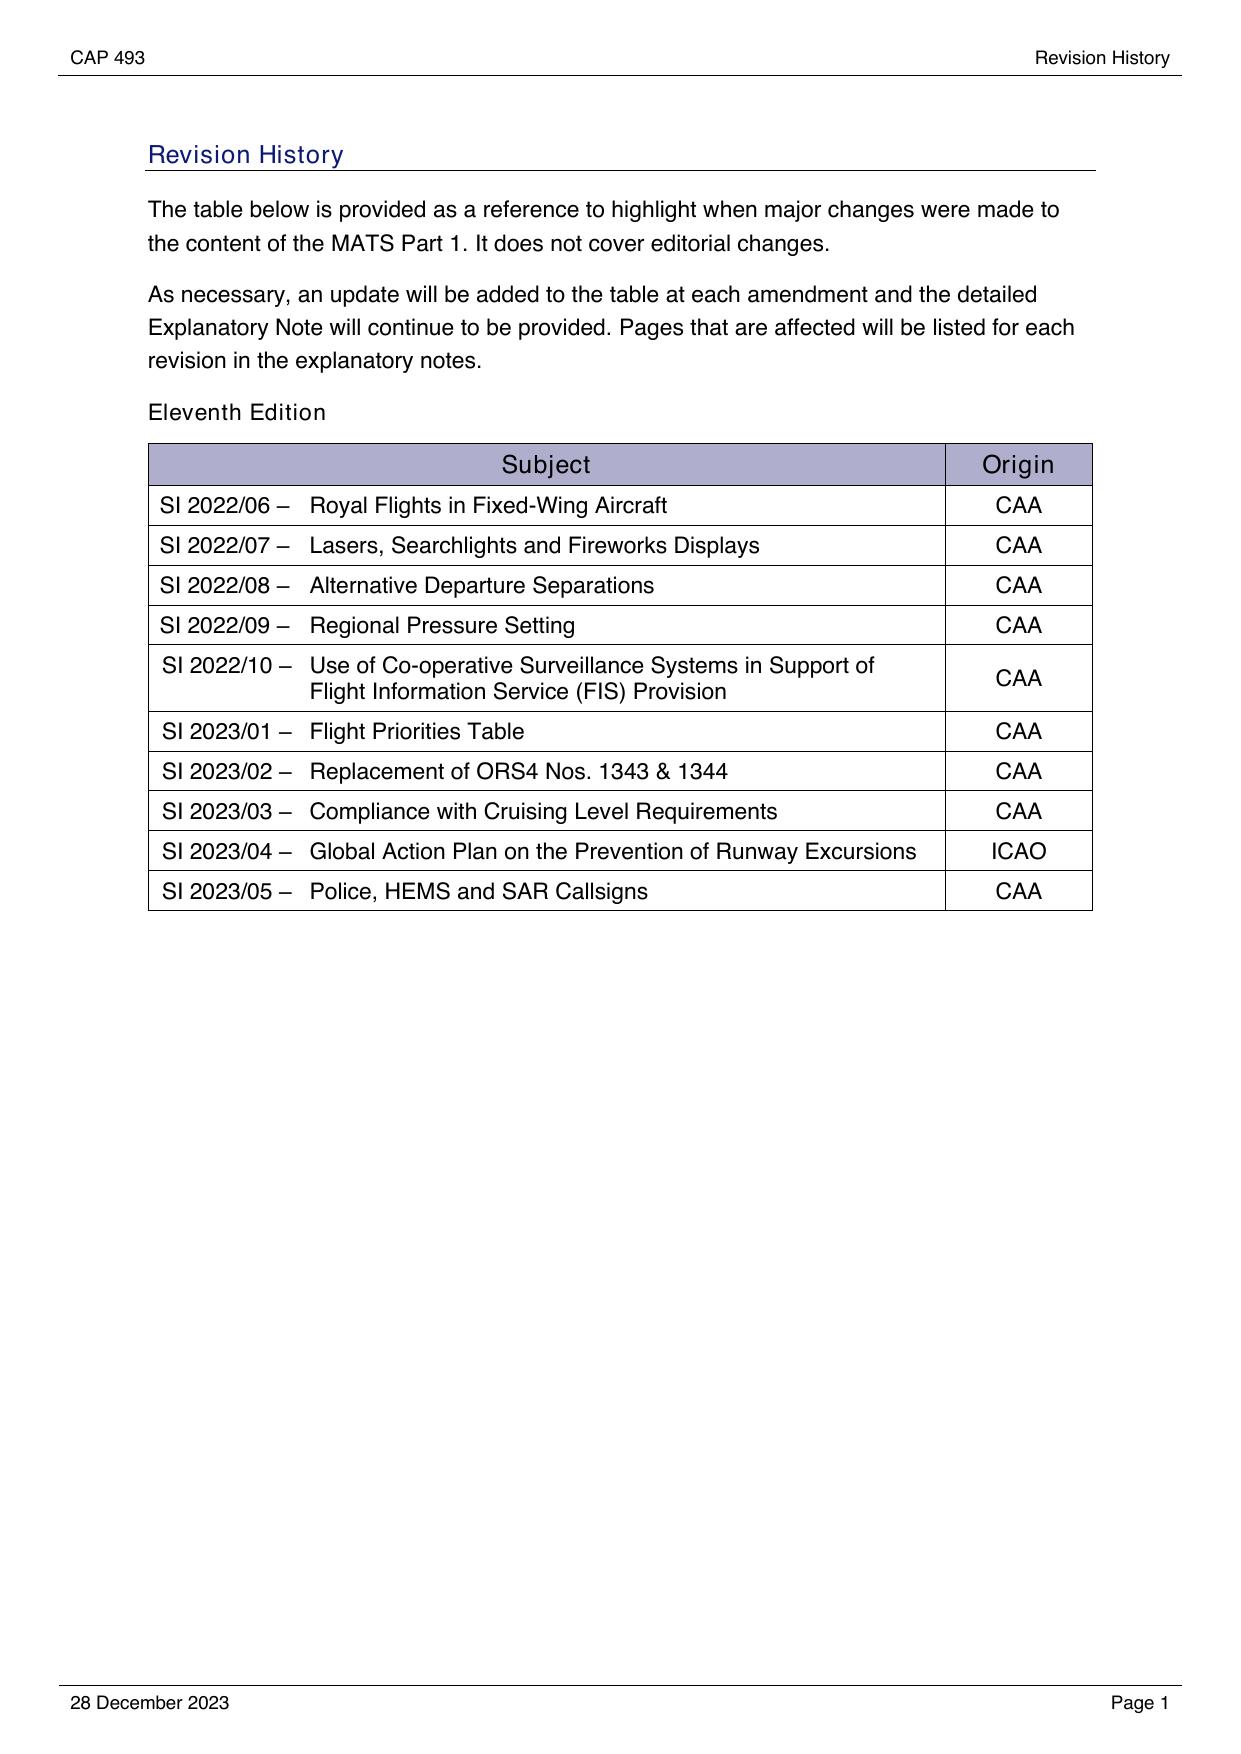 CAP 493 Revision History
Revision History
The table below is provided as a reference to highlight when major changes were made to
the content of the MATS Part 1. It does not cover editorial changes.
As necessary, an update will be added to the table at each amendment and the detailed
Explanatory Note will continue to be provided. Pages that are affected will be listed for each
revision in the explanatory notes.
Eleventh Edition
Subject Origin
SI 2022/06 – Royal Flights in Fixed-Wing Aircraft CAA
SI 2022/07 – Lasers, Searchlights and Fireworks Displays CAA
SI 2022/08 – Alternative Departure Separations CAA
SI 2022/09 – Regional Pressure Setting CAA
SI 2022/10 – Use of Co-operative Surveillance Systems in Support of
Flight Information Service (FIS) Provision CAA
SI 2023/01 – Flight Priorities Table CAA
SI 2023/02 – Replacement of ORS4 Nos. 1343 & 1344 CAA
SI 2023/03 – Compliance with Cruising Level Requirements CAA
SI 2023/04 – Global Action Plan on the Prevention of Runway Excursions ICAO
SI 2023/05 – Police, HEMS and SAR Callsigns CAA
28 December 2023 Page 1